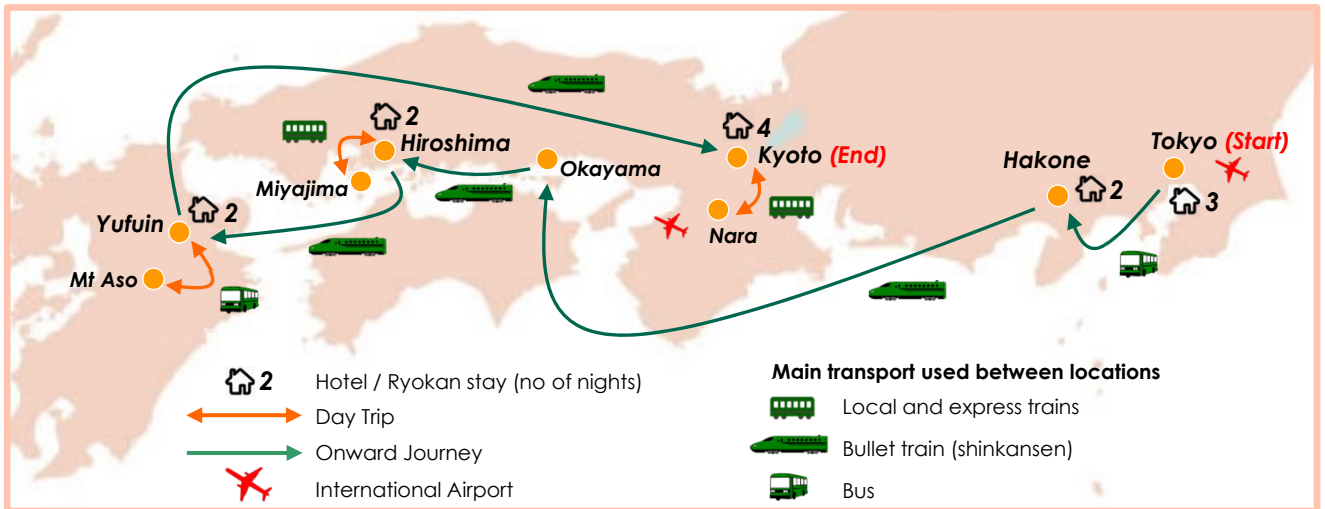 2
4
Hiroshima
Kyoto (End)
Tokyo (Start)
Okayama
Hakone
2
3
Miyajima
Yufuin
2
Nara
Mt Aso
2
Hotel / Ryokan stay (no of nights)
Day Trip
Onward Journey
International Airport
Main transport used between locations
Local and express trains
Bullet train (shinkansen)
Bus